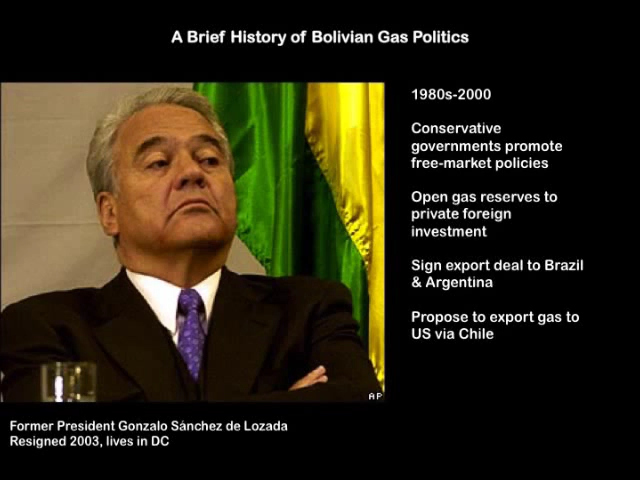 A Brief History of Bolivian Gas Politics
1980s-2000
Conservative
governments promote
free-market policies
Open gas reserves to
private foreign
investment
Sign export deal to Brazil
& Argentina
Propose to export gas to
US via Chile
AP
Former President Gonzalo Sánchez de Lozada
Resigned 2003, lives in DC